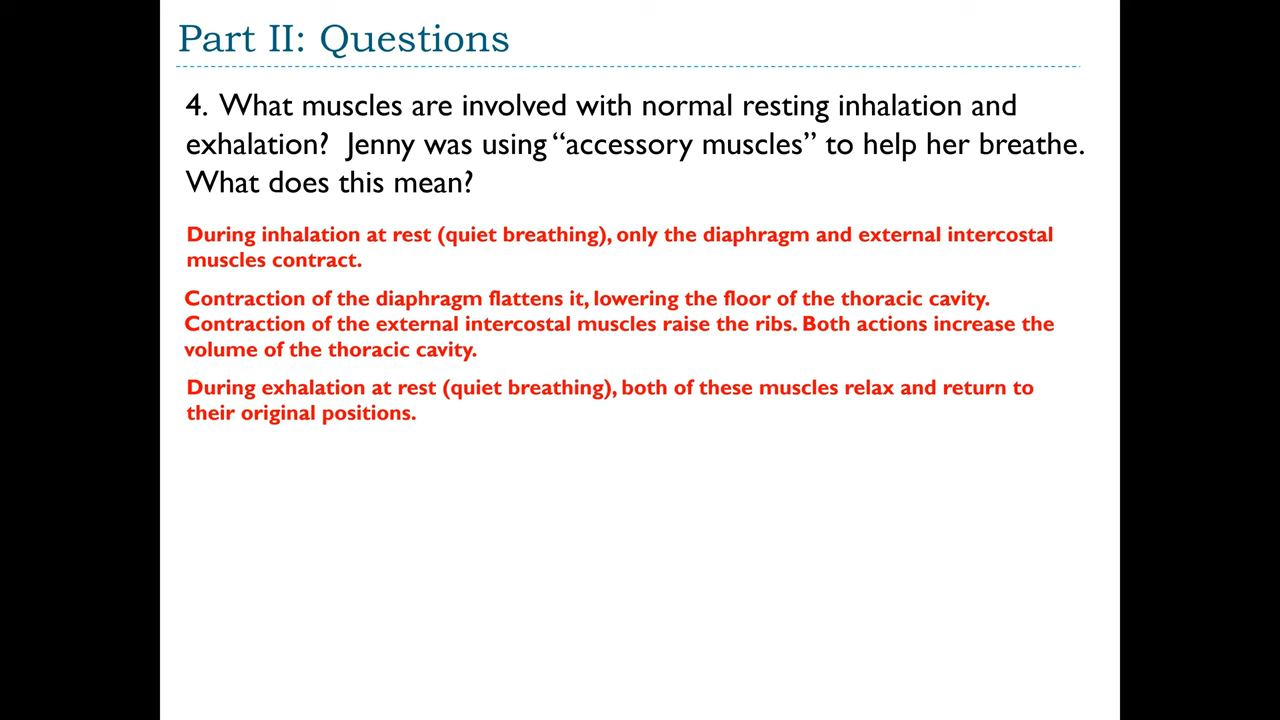 Part II: Questions
4. What muscles are involved with normal resting inhalation and
exhalation? Jenny was using “accessory muscles” to help her breathe.
What does this mean?
During inhalation at rest (quiet breathing), only the diaphragm and external intercostal
muscles contract.
Contraction of the diaphragm flattens it, lowering the floor of the thoracic cavity.
Contraction of the external intercostal muscles raise the ribs. Both actions increase the
volume of the thoracic cavity.
During exhalation at rest (quiet breathing), both of these muscles relax and return to
their original positions.